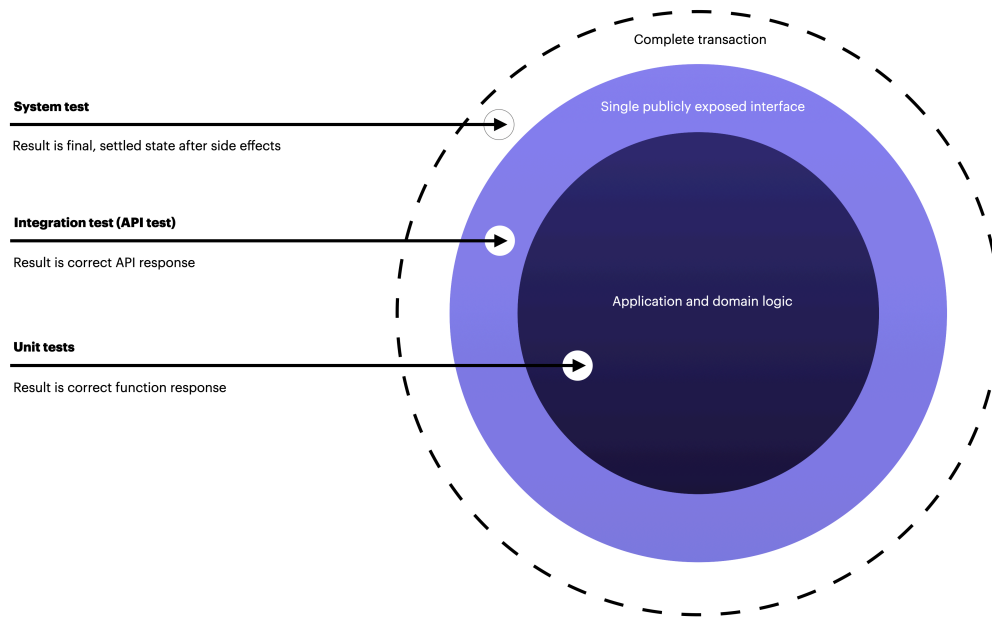 Complete transaction
System test
Single publicly exposed interface
Result is final, settled state after side effects
Integration test (API test)
Result is correct API response
Application and domain logic
Unit tests
Result is correct function response